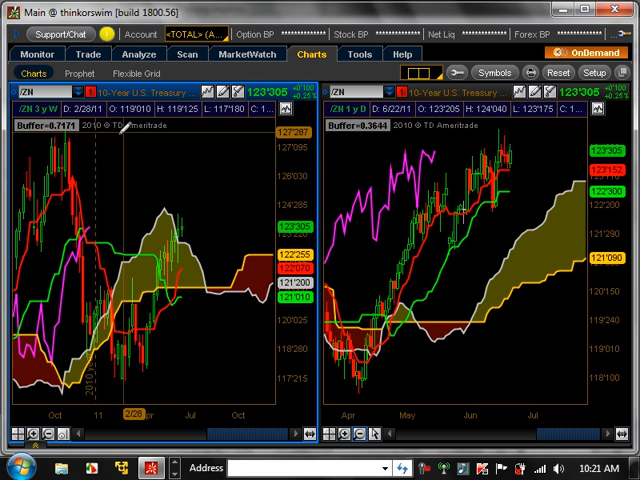 Main @ thinkorswim [build 1800.56]
Support/Chat Account <TOTAL> (A... Option BP ************* Stock BP ************* Net Liq ************* Forex BP *************
Monitor Trade Analyze Scan MarketWatch Charts Tools Help OnDemand
Charts Prophet Flexible Grid Symbols Reset Setup
/ZN 1 10-Year U.S. Treasury ... 123'305 +0'100 +0.25%
/ZN 3 y W D: 2/28/11 O: 119'010 H: 119'125 L: 117'180 C: 1...
Buffer=0.7171 2010 © TD Ameritrade
127'287
127'095
126'030
124'285
123'305
122'255
122'070
121'200
121'010
120'025
118'280
117'215
2010 year
Oct 11 2/28 Apr Jul Oct
/ZN 1 10-Year U.S. Treasury ... 123'305 +0'100 +0.25%
/ZN 1 y D D: 6/22/11 O: 123'205 H: 124'040 L: 123'175 C: 1...
Buffer=0.3644 2010 © TD Ameritrade
123'305
123'152
122'300
122'200
121'290
121'090
120'150
119'240
119'010
118'100
Apr May Jun Jul
Address 10:21 AM